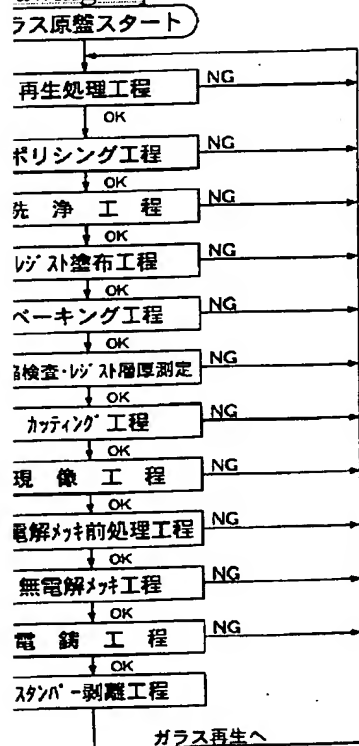 ラス原盤スタート
NG
再生処理工程
OK
NG
ポリシング工程
OK
NG
洗浄工程
OK
NG
レジスト塗布工程
OK
NG
ベーキング工程
OK
NG
検査・レジスト層厚測定
OK
NG
カッティング工程
OK
NG
現像工程
OK
NG
電解メッキ前処理工程
OK
NG
無電解メッキ工程
OK
NG
電鋳工程
OK
スタンパー剥離工程
ガラス再生へ